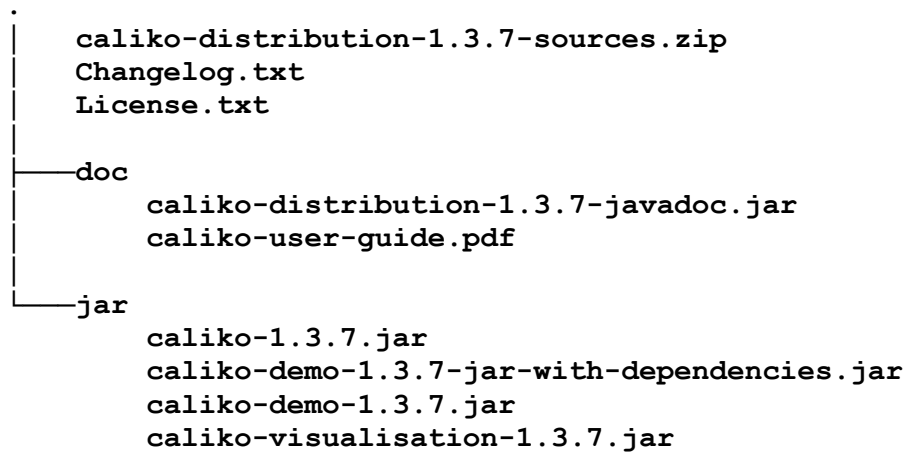 .
caliko-distribution-1.3.7-sources.zip
Changelog.txt
License.txt
doc
caliko-distribution-1.3.7-javadoc.jar
caliko-user-guide.pdf
jar
caliko-1.3.7.jar
caliko-demo-1.3.7-jar-with-dependencies.jar
caliko-demo-1.3.7.jar
caliko-visualisation-1.3.7.jar